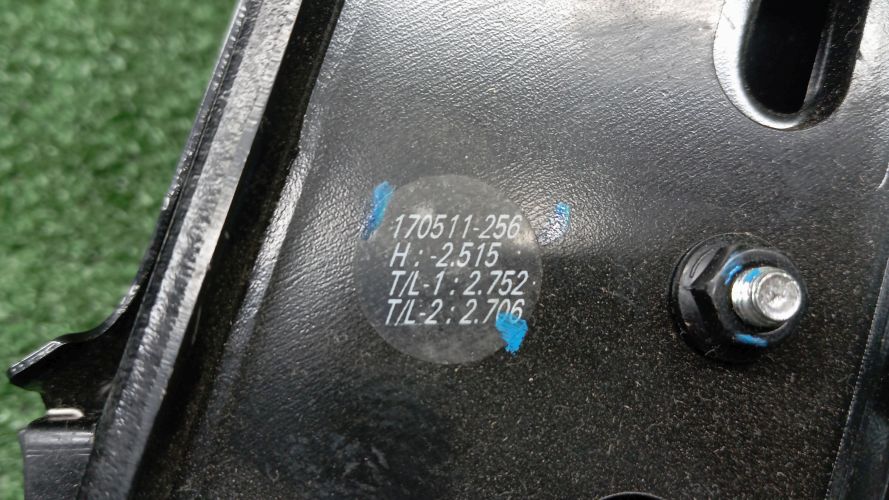 170511-256
H : -2.515
T/L-1 : 2.752
T/L-2 : 2.706